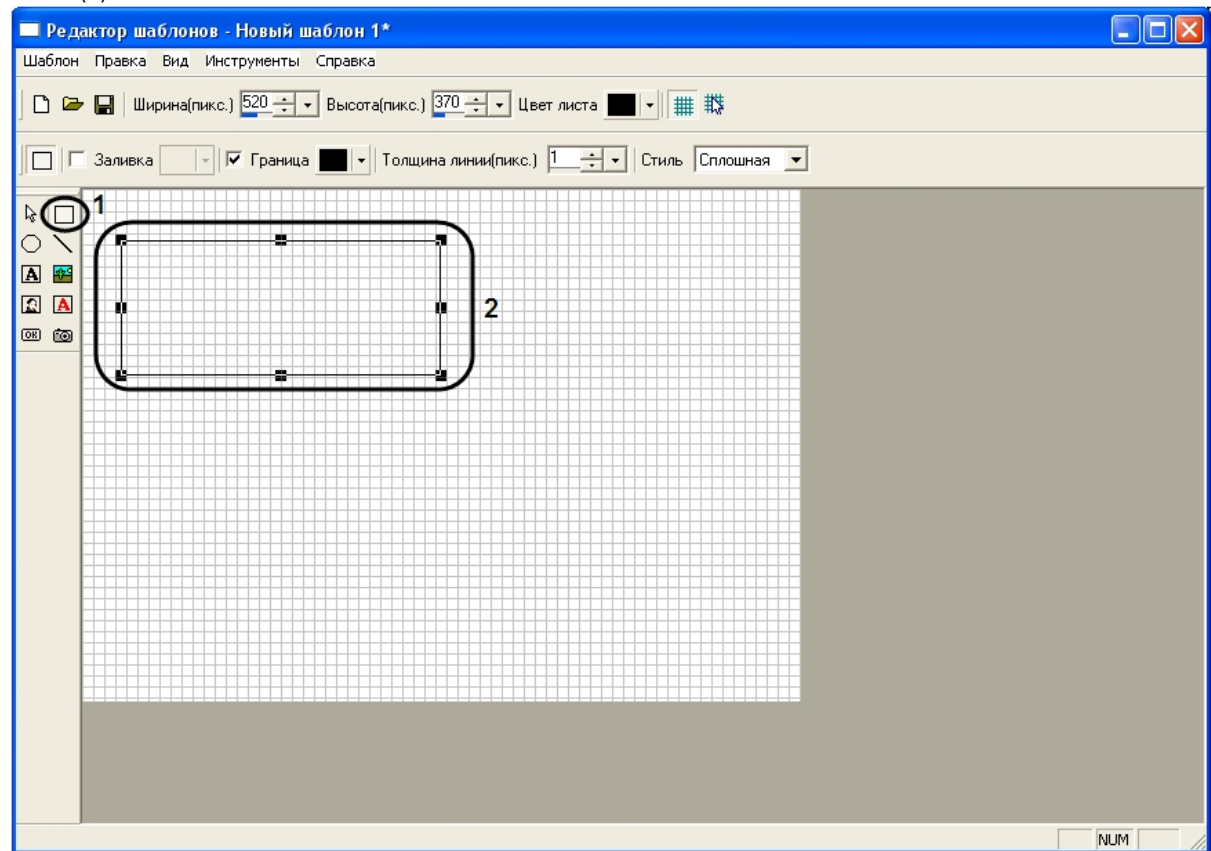 Редактор шаблонов - Новый шаблон 1*
Шаблон Правка Вид Инструменты Справка
Ширина(пикс.) 520 Высота(пикс.) 370 Цвет листа
Заливка Граница Толщина линии(пикс.) 1 Стиль Сплошная
1
A
A
2
OK
NUM